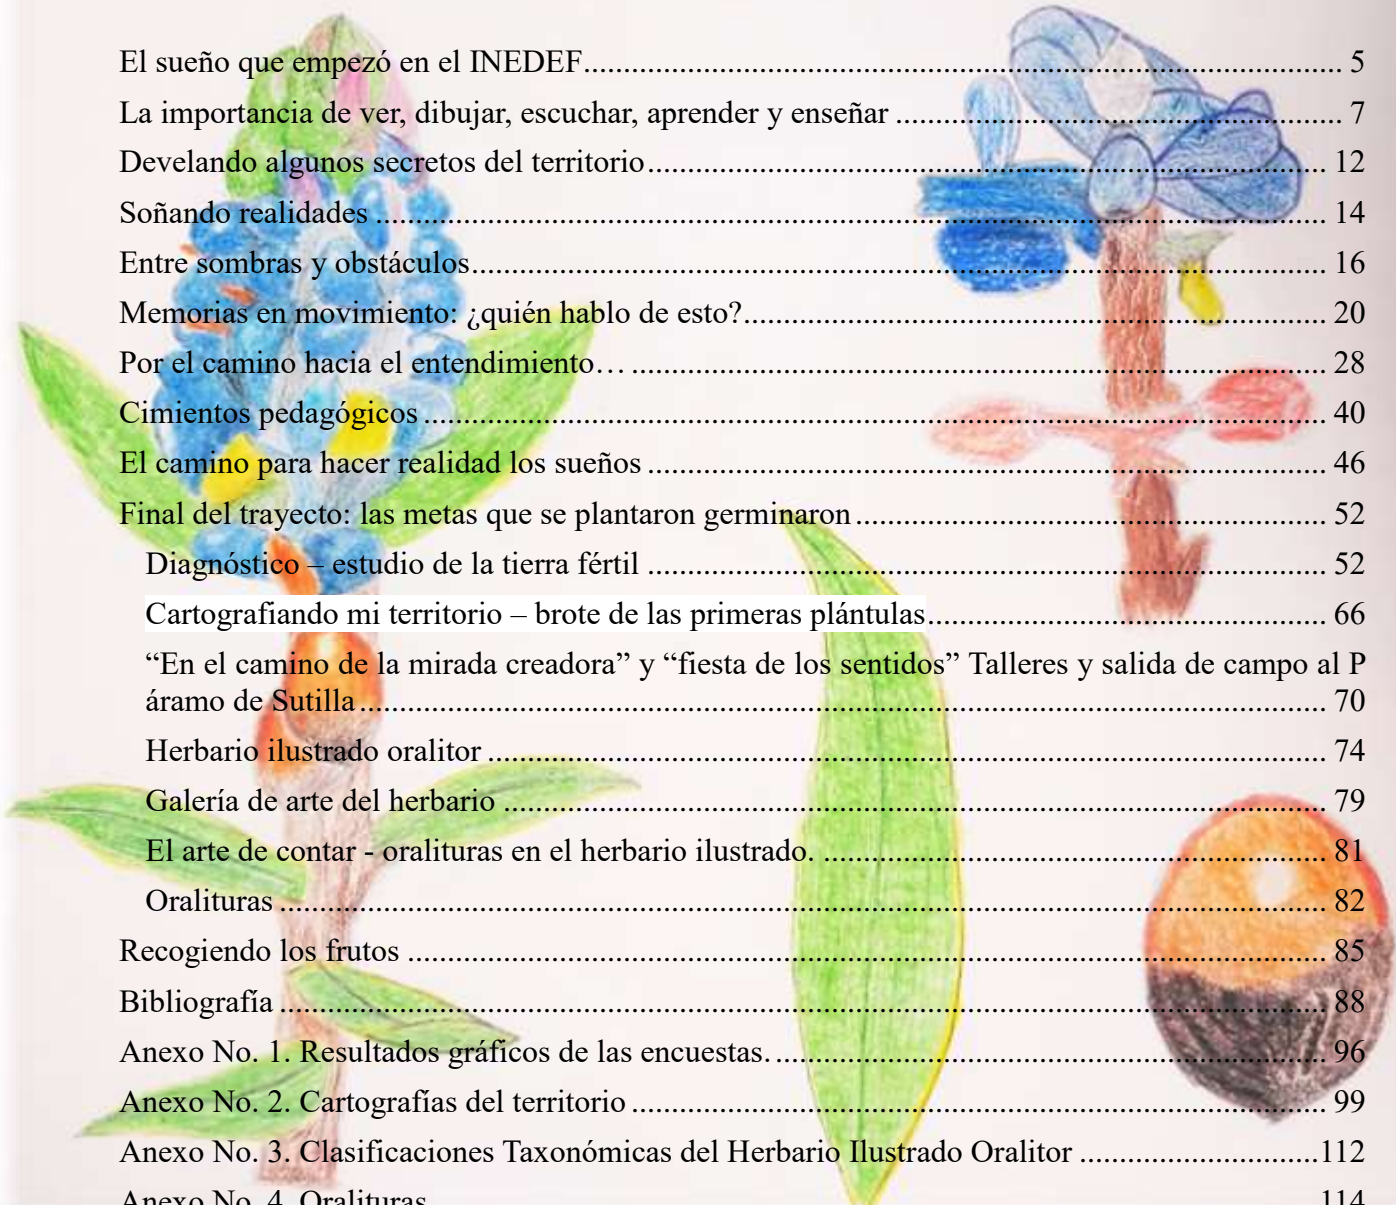 El sueño que empezó en el INEDEF.................................................................................................. 5
La importancia de ver, dibujar, escuchar, aprender y enseñar ......................................................... 7
Develando algunos secretos del territorio........................................................................................ 12
Soñando realidades .......................................................................................................................... 14
Entre sombras y obstáculos.............................................................................................................. 16
Memorias en movimiento: ¿quién hablo de esto?........................................................................... 20
Por el camino hacia el entendimiento… .......................................................................................... 28
Cimientos pedagógicos .................................................................................................................... 40
El camino para hacer realidad los sueños ........................................................................................ 46
Final del trayecto: las metas que se plantaron germinaron ............................................................. 52
Diagnóstico – estudio de la tierra fértil ........................................................................................ 52
Cartografiando mi territorio – brote de las primeras plántulas..................................................... 66
“En el camino de la mirada creadora” y “fiesta de los sentidos” Talleres y salida de campo al P
áramo de Sutilla............................................................................................................................ 70
Herbario ilustrado oralitor ............................................................................................................ 74
Galería de arte del herbario .......................................................................................................... 79
El arte de contar - oralituras en el herbario ilustrado. ................................................................... 81
Oralituras ...................................................................................................................................... 82
Recogiendo los frutos ...................................................................................................................... 85
Bibliografía ...................................................................................................................................... 88
Anexo No. 1. Resultados gráficos de las encuestas. ........................................................................ 96
Anexo No. 2. Cartografías del territorio .......................................................................................... 99
Anexo No. 3. Clasificaciones Taxonómicas del Herbario Ilustrado Oralitor ..........................112
Anexo No. 4. Oralituras ..................................................................................................................114